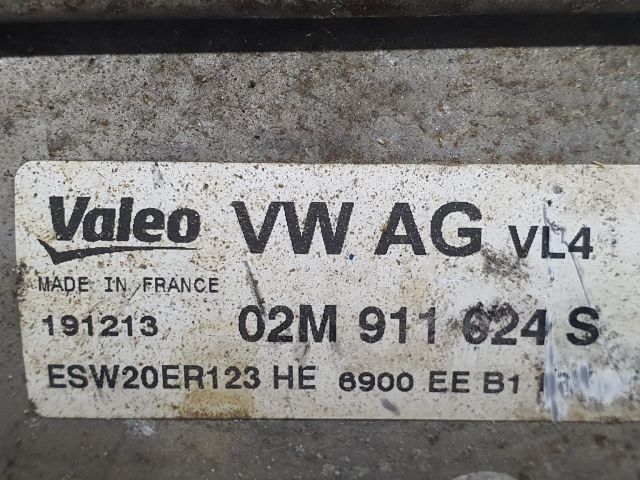 Valeo VW AG VL4
MADE IN FRANCE
191213 02M 911 024 S
ESW20ER123 HE 6900 EE B1